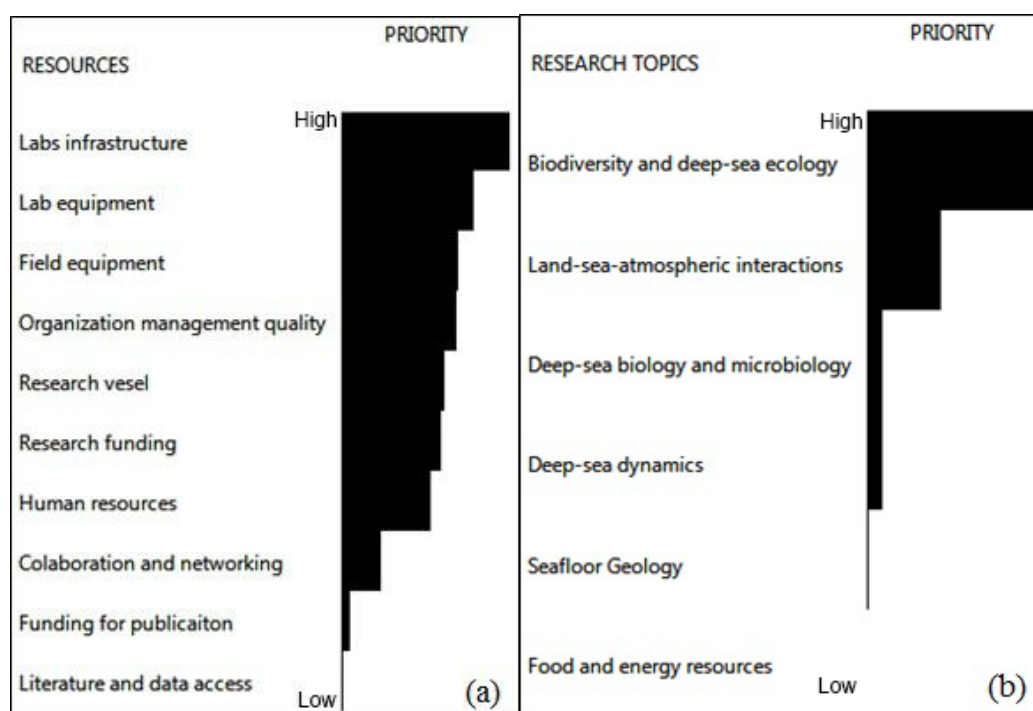 PRIORITY
RESOURCES
High
Labs infrastructure
Lab equipment
Field equipment
Organization management quality
Research vesel
Research funding
Human resources
Colaboration and networking
Funding for publicaiton
Literature and data access
Low
(a)
PRIORITY
RESEARCH TOPICS
High
Biodiversity and deep-sea ecology
Land-sea-atmospheric interactions
Deep-sea biology and microbiology
Deep-sea dynamics
Seafloor Geology
Food and energy resources
Low
(b)